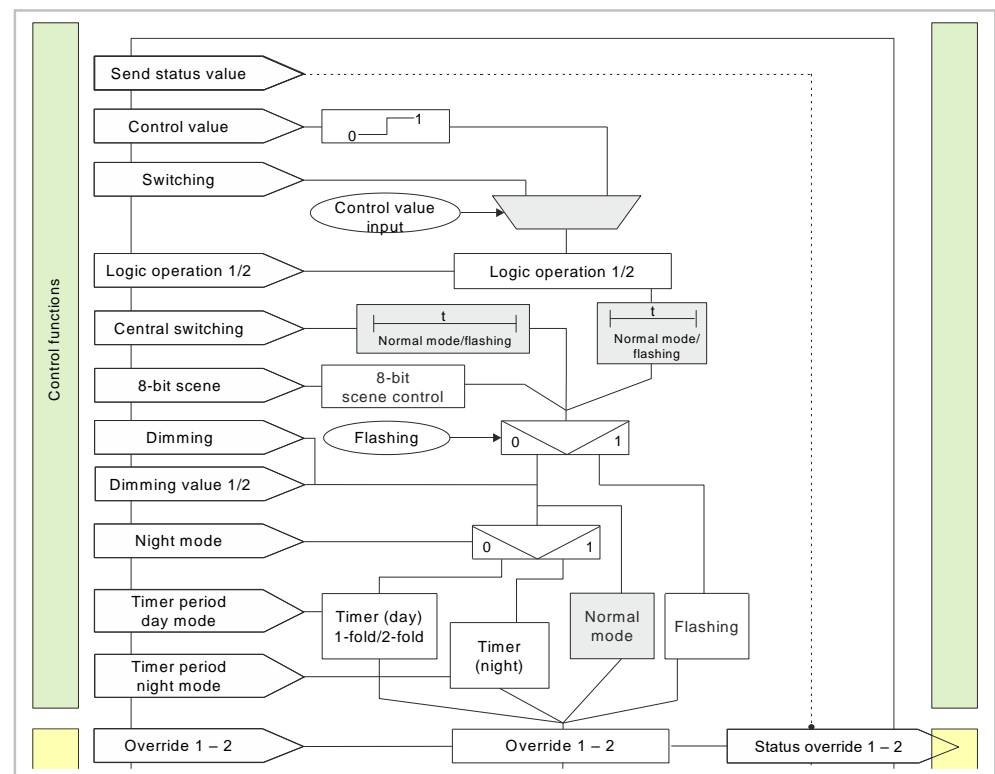 Control functions
Send status value
Control value
0
1
Switching
Control value
input
Logic operation 1/2
Logic operation 1/2
Central switching
t
Normal mode/flashing
t
Normal mode/
flashing
8-bit scene
8-bit
scene control
Dimming
Flashing
0
1
Dimming value 1/2
Night mode
0
1
Timer period
day mode
Timer (day)
1-fold/2-fold
Timer
(night)
Normal
mode
Flashing
Timer period
night mode
Override 1 – 2
Override 1 – 2
Status override 1 – 2